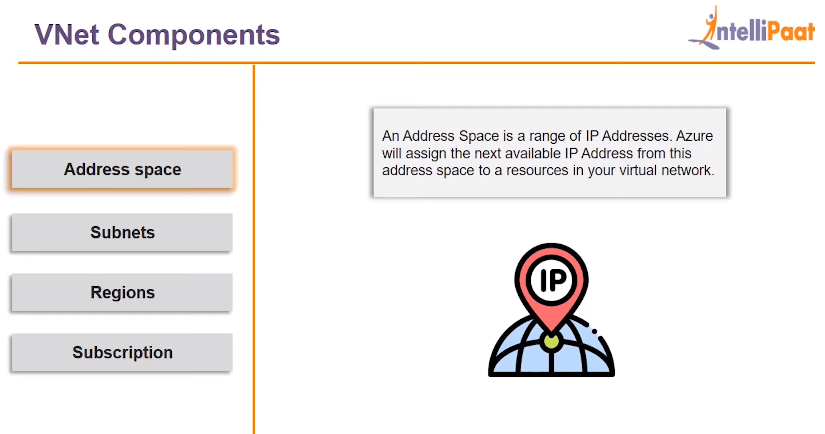 VNet Components
IntelliPaat
Address space
Subnets
Regions
Subscription
An Address Space is a range of IP Addresses. Azure
will assign the next available IP Address from this
address space to a resources in your virtual network.
IP